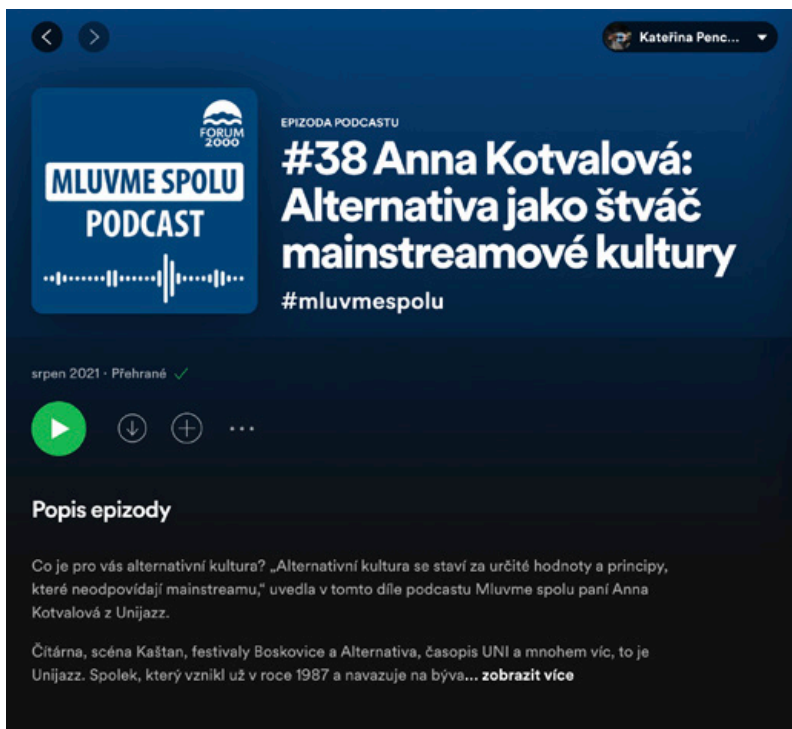 Kateřina Penc...
FORUM
2000
MLUVME SPOLU
PODCAST
EPIZODA PODCASTU
#38 Anna Kotvalová:
Alternativa jako štváč
mainstreamové kultury
#mluvmespolu
srpen 2021 · Přehrané
Popis epizody
Co je pro vás alternativní kultura? „Alternativní kultura se staví za určité hodnoty a principy,
které neodpovídají mainstreamu,“ uvedla v tomto díle podcastu Mluvme spolu paní Anna
Kotvalová z Unijazz.
Čítárna, scéna Kaštan, festivaly Boskovice a Alternativa, časopis UNI a mnohem víc, to je
Unijazz. Spolek, který vznikl už v roce 1987 a navazuje na býva... zobrazit více